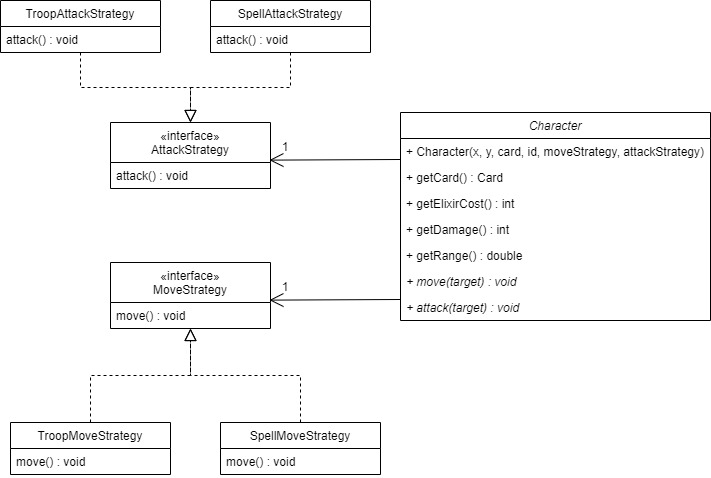 TroopAttackStrategy
attack() : void
SpellAttackStrategy
attack() : void
«interface»
AttackStrategy
attack() : void
1
Character
+ Character(x, y, card, id, moveStrategy, attackStrategy)
+ getCard() : Card
+ getElixirCost() : int
+ getDamage() : int
+ getRange() : double
+ move(target) : void
+ attack(target) : void
«interface»
MoveStrategy
move() : void
1
TroopMoveStrategy
move() : void
SpellMoveStrategy
move() : void